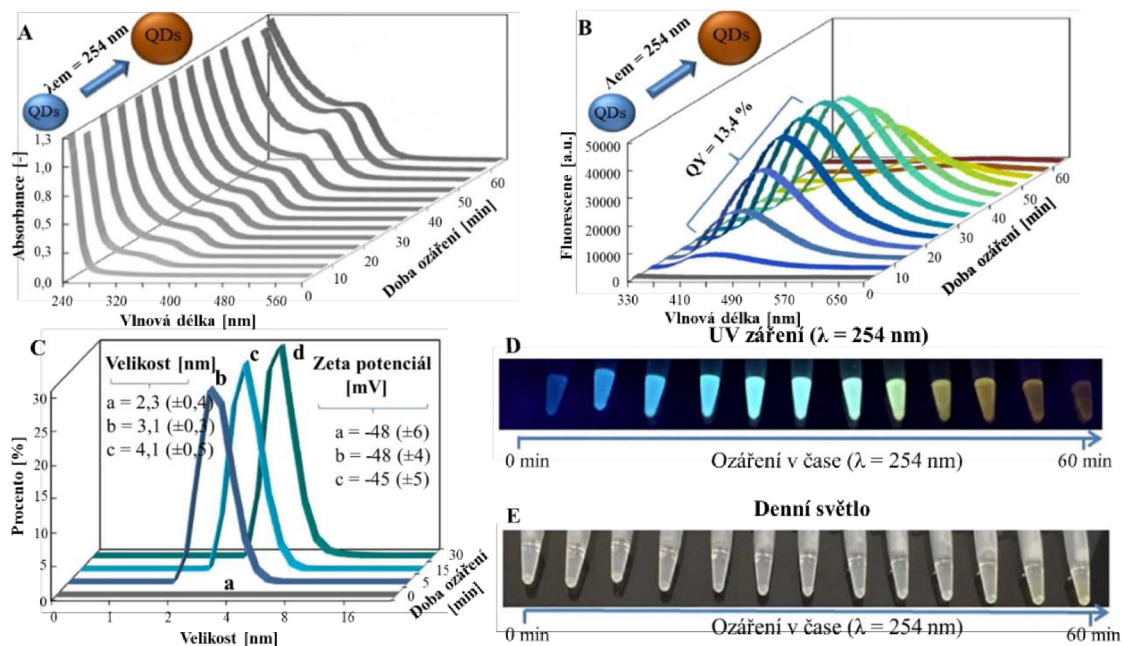 A
λem = 254 nm
QDs
QDs
1,3
1,0
0,8
0,5
0,3
0,0
Absorbance [-]
240
320
400
480
560
Vlnová délka [nm]
0
10
20
30
40
50
60
Doba ozáření [min]
B
Λem = 254 nm
QDs
QDs
QY = 13,4 %
50000
40000
30000
20000
10000
0
Fluorescene [a.u.]
330
410
490
570
650
Vlnová délka [nm]
0
10
20
30
40
50
60
Doba ozáření [min]
C
Velikost [nm]
a = 2,3 (±0,4)
b = 3,1 (±0,3)
c = 4,1 (±0,5)
b
c
d
a
Zeta potenciál
[mV]
a = -48 (±6)
b = -48 (±4)
c = -45 (±5)
30
25
20
15
10
5
0
Procento [%]
0
1
2
4
8
16
Velikost [nm]
0
5
15
30
Doba ozáření
[min]
UV záření (λ = 254 nm)
D
0 min
Ozáření v čase (λ = 254 nm)
60 min
Denní světlo
E
0 min
Ozáření v čase (λ = 254 nm)
60 min